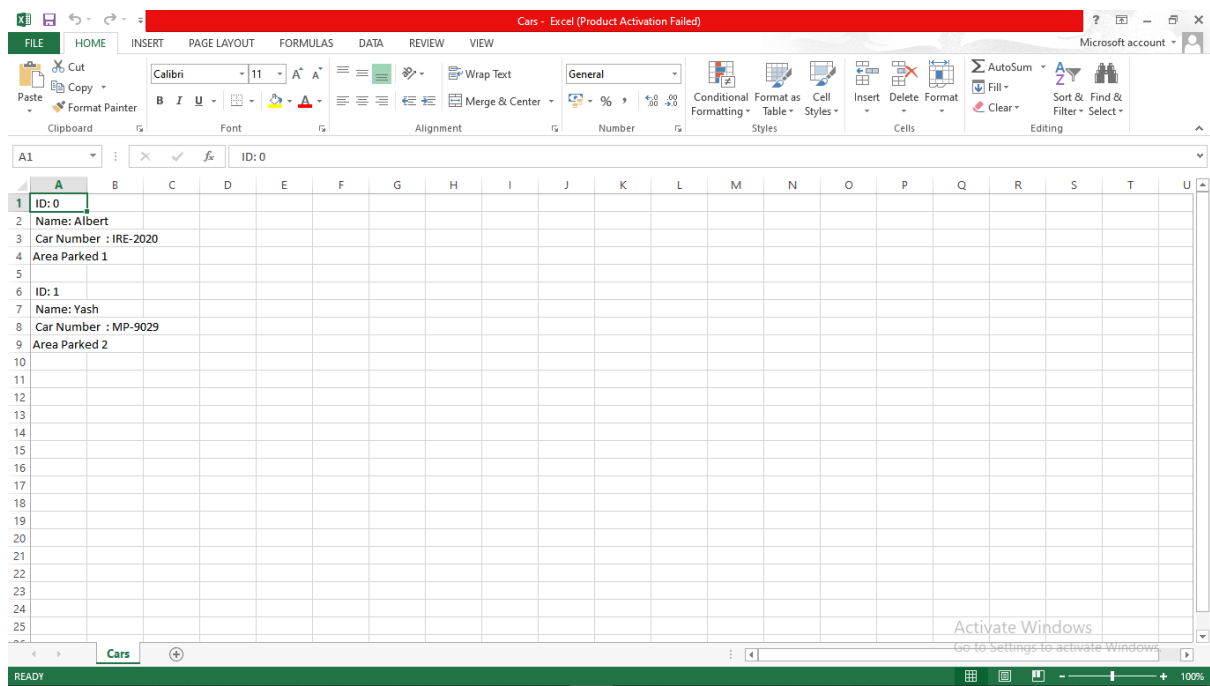 Cars - Excel (Product Activation Failed)
?
FILE HOME INSERT PAGE LAYOUT FORMULAS DATA REVIEW VIEW Microsoft account
Paste
Cut
Copy
Format Painter
Clipboard
Calibri 11
B I U
Font
Wrap Text
Merge & Center
Alignment
General
% ,
Number
Conditional Formatting
Format as Table
Cell Styles
Styles
Insert Delete Format
Cells
AutoSum
Fill
Clear
Sort & Filter
Find & Select
Editing
A1 fx ID: 0
A B C D E F G H I J K L M N O P Q R S T U
1 ID: 0
2 Name: Albert
3 Car Number : IRE-2020
4 Area Parked 1
5
6 ID: 1
7 Name: Yash
8 Car Number : MP-9029
9 Area Parked 2
10
11
12
13
14
15
16
17
18
19
20
21
22
23
24
25
Activate Windows
Go to Settings to activate Windows.
Cars
READY 100%